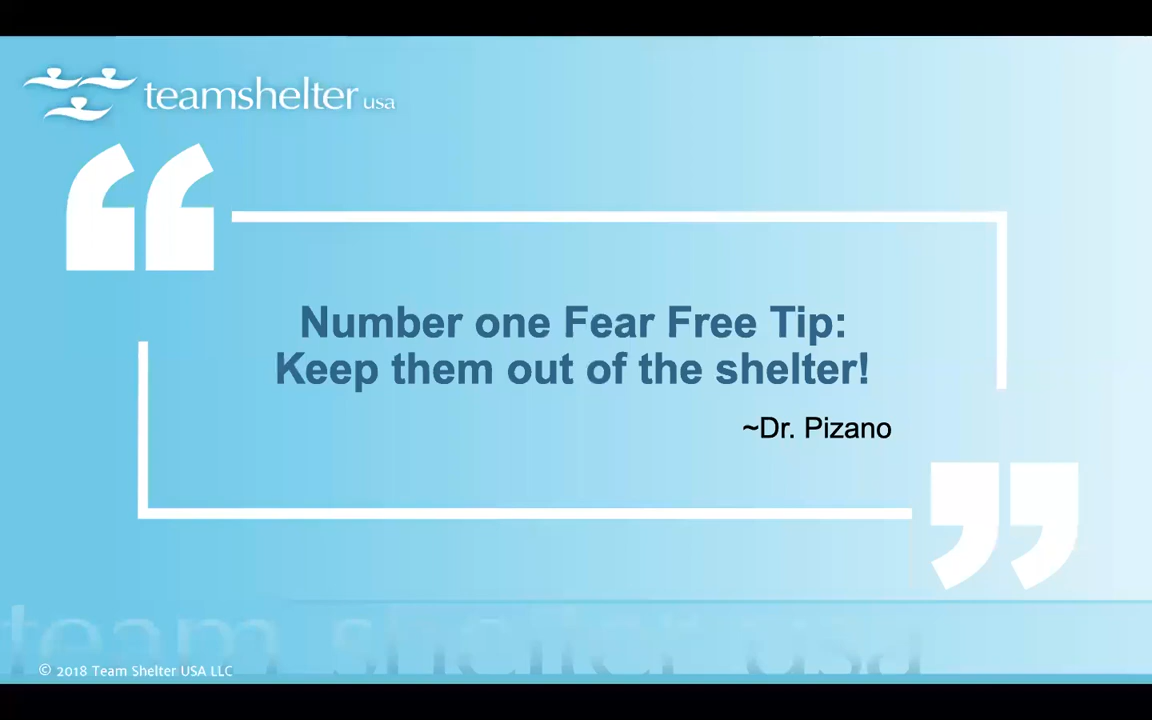 teamshelter usa
Number one Fear Free Tip:
Keep them out of the shelter!
~Dr. Pizano
team shelter usa
© 2018 Team Shelter USA LLC